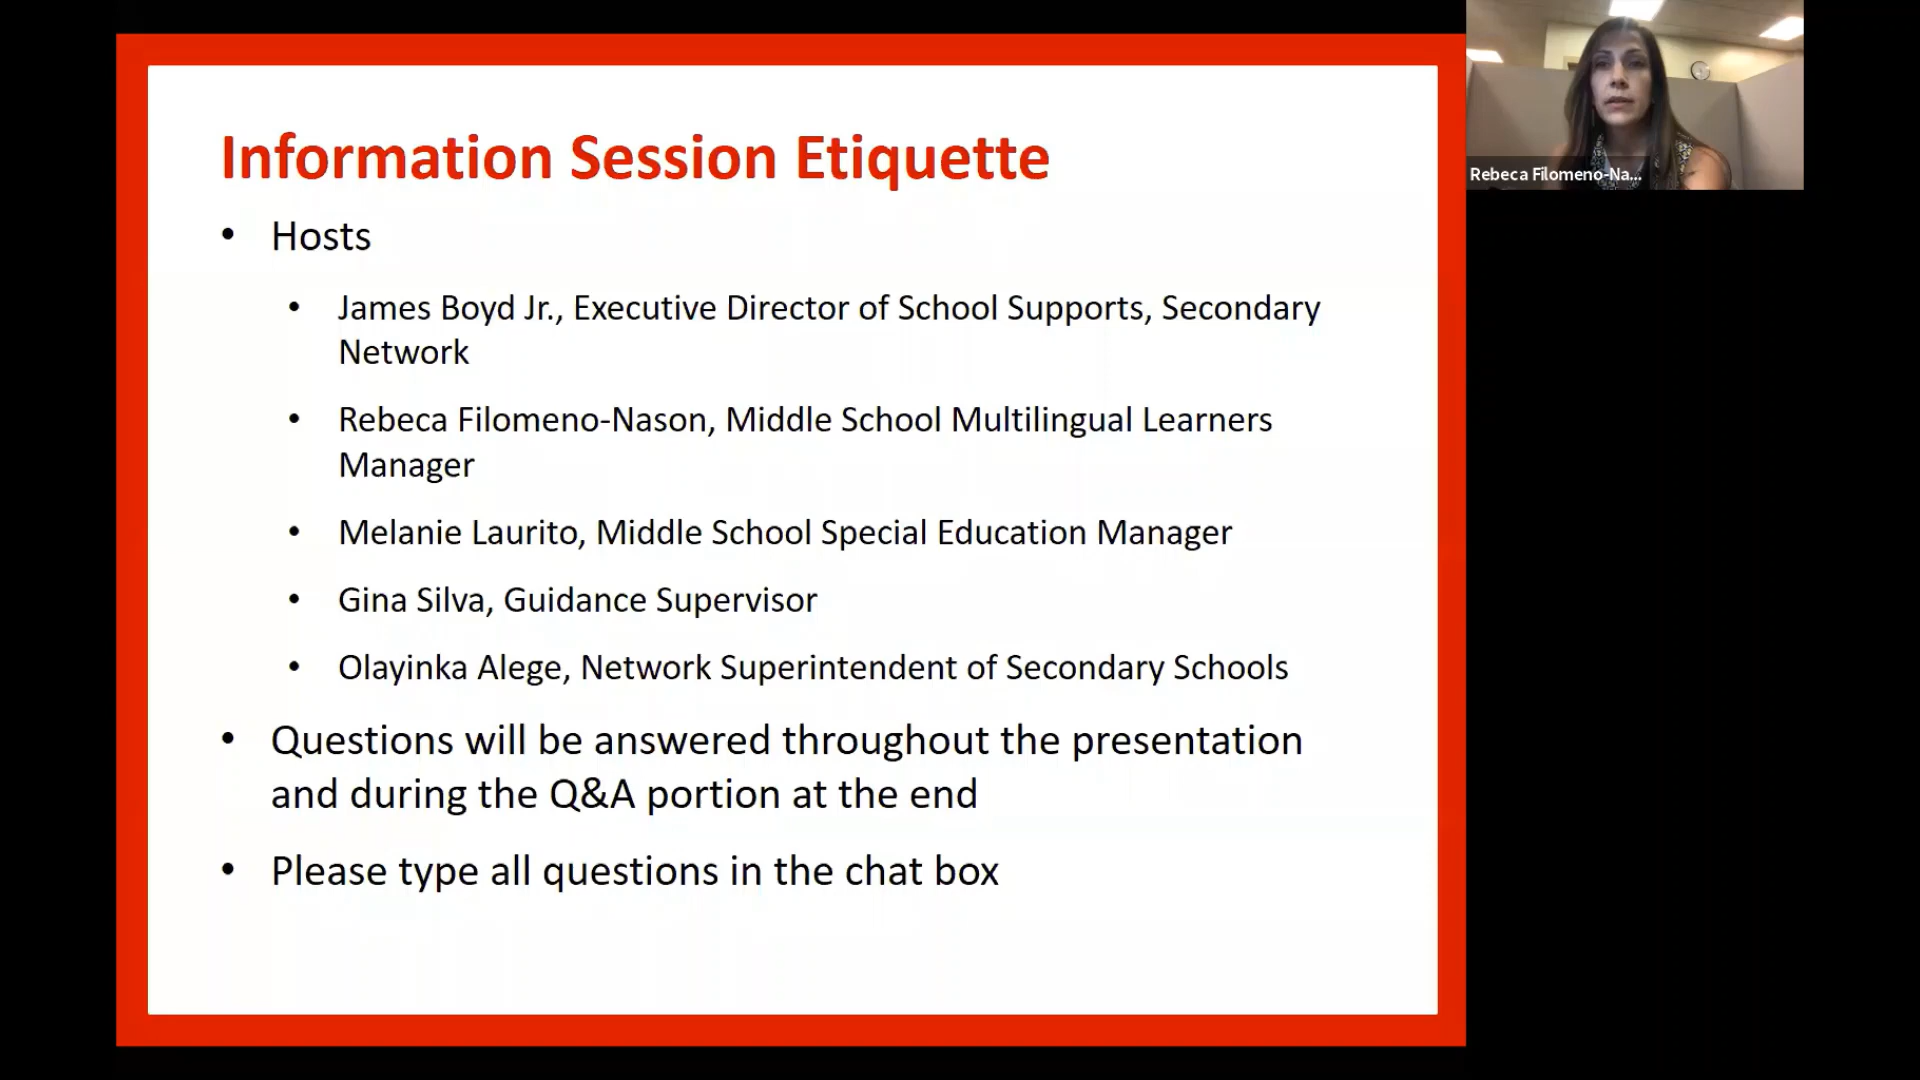 Information Session Etiquette
• Hosts
• James Boyd Jr., Executive Director of School Supports, Secondary
Network
• Rebeca Filomeno-Nason, Middle School Multilingual Learners
Manager
• Melanie Laurito, Middle School Special Education Manager
• Gina Silva, Guidance Supervisor
• Olayinka Alege, Network Superintendent of Secondary Schools
• Questions will be answered throughout the presentation
and during the Q&A portion at the end
• Please type all questions in the chat box
Rebeca Filomeno-Na...